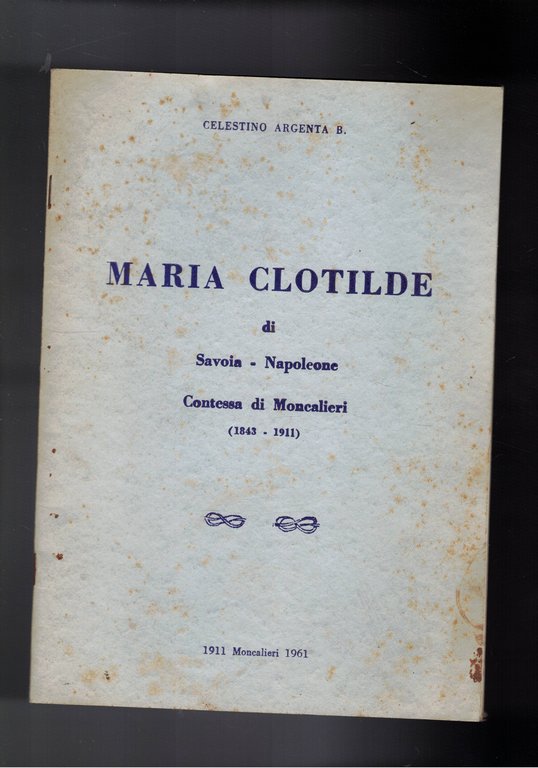 CELESTINO ARGENTA B.
MARIA CLOTILDE
di
Savoia - Napoleone
Contessa di Moncalieri
(1843 - 1911)
1911 Moncalieri 1961